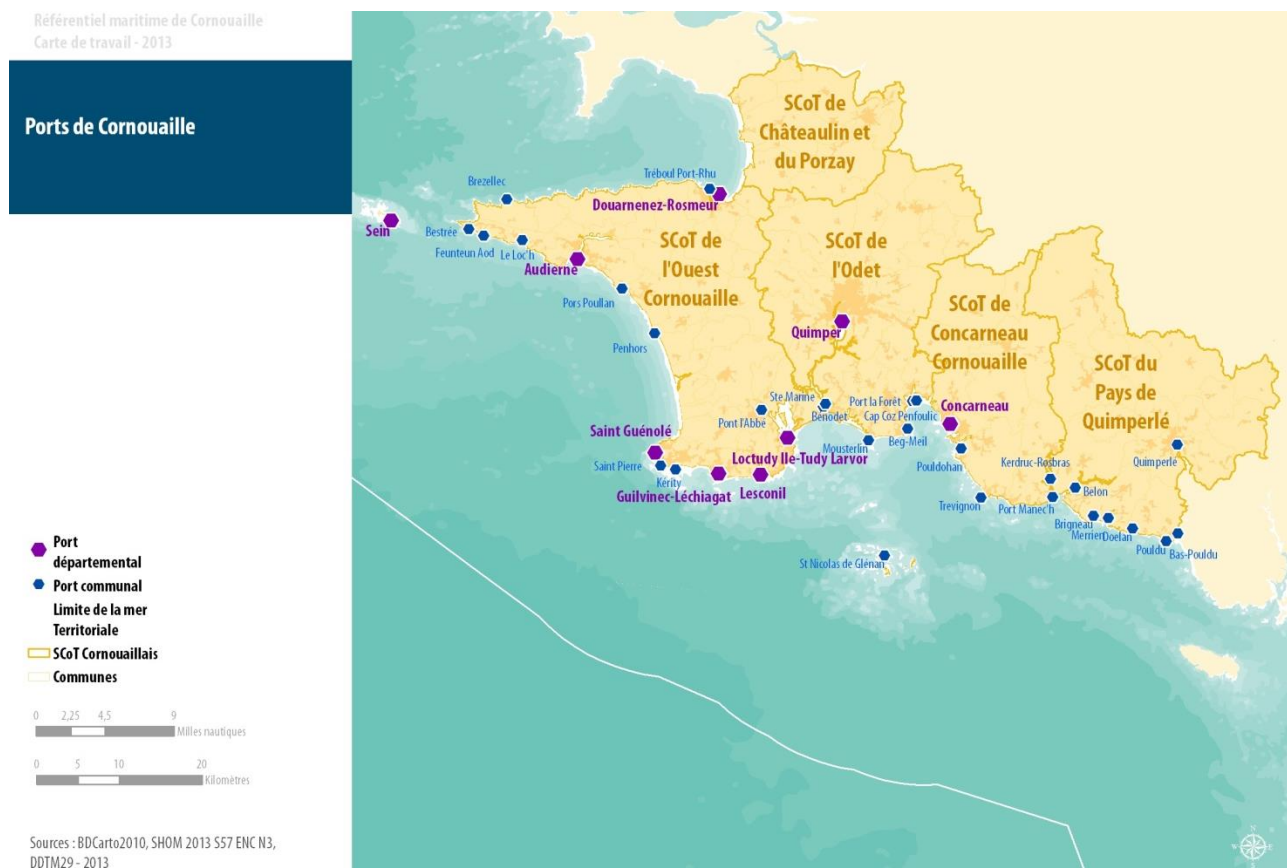 Référentiel maritime de Cornouaille
Carte de travail - 2013
Ports de Cornouaille
SCoT de
Châteaulin et
du Porzay
Tréboul Port-Rhu
Brezellec
Douarnenez-Rosmeur
Sein
Bestrée
Feunteun Aod
Le Loc'h
Audierne
SCoT de
l'Ouest
Cornouaille
SCoT de
l'Odet
Pors Poullan
Penhors
Quimper
SCoT de
Concarneau
Cornouaille
SCoT du
Pays de
Quimperlé
Ste Marine
Bénodet
Port la Forêt
Cap Coz Penfoulic
Concarneau
Pont l'Abbé
Saint Guénolé
Mousterlin
Beg-Meil
Loctudy Ile-Tudy Larvor
Saint Pierre
Kérity
Guilvinec-Léchiagat
Lesconil
Pouldohan
Kerdruc-Rosbras
Quimperlé
Trevignon
Port Manec'h
Belon
Brigneau
Merrien
Doelan
Pouldu
Bas-Pouldu
St Nicolas de Glénan
Port
départemental
Port communal
Limite de la mer
Territoriale
SCoT Cornouaillais
Communes
0 2,25 4,5 9
Milles nautiques
0 5 10 20
Kilomètres
Sources : BDCarto2010, SHOM 2013 S57 ENC N3,
DDTM29 - 2013
N
W E
S